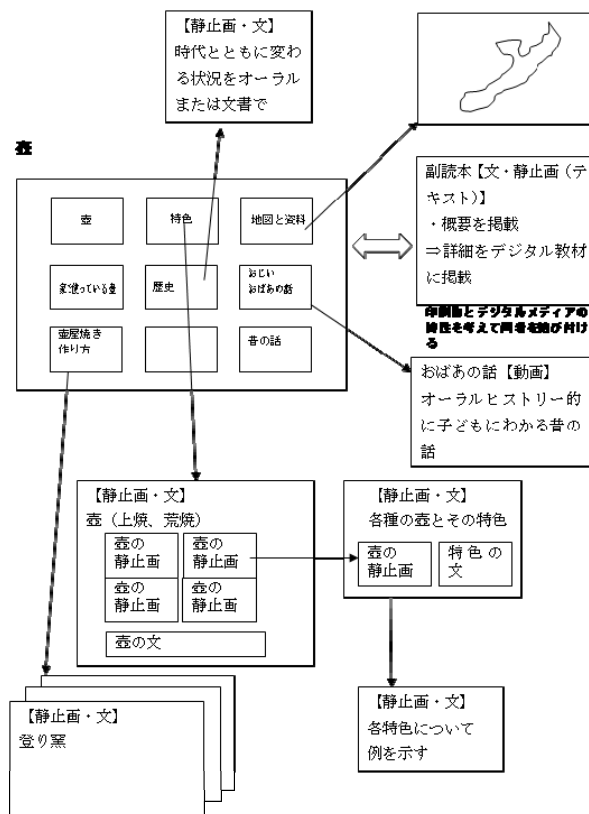 【静止画・文】
時代とともに変わ
る状況をオーラル
または文書で
壺
壺
特色
地図と資料
副読本【文・静止画（テ
キスト）】
・概要を掲載
⇒詳細をデジタル教材
に掲載
使っている壺
歴史
おじい
おばあの話
印刷物とデジタルメディアの
特性を考えて両者を結び付け
る
壺屋焼き
作り方
昔の話
おばあの話【動画】
オーラルヒストリー的
に子どもにわかる昔の
話
【静止画・文】
壺（上焼、荒焼）
壺の
静止画
壺の
静止画
壺の
静止画
壺の
静止画
壺の文
【静止画・文】
各種の壺とその特色
壺の
静止画
特色の
文
【静止画・文】
登り窯
【静止画・文】
各特色について
例を示す